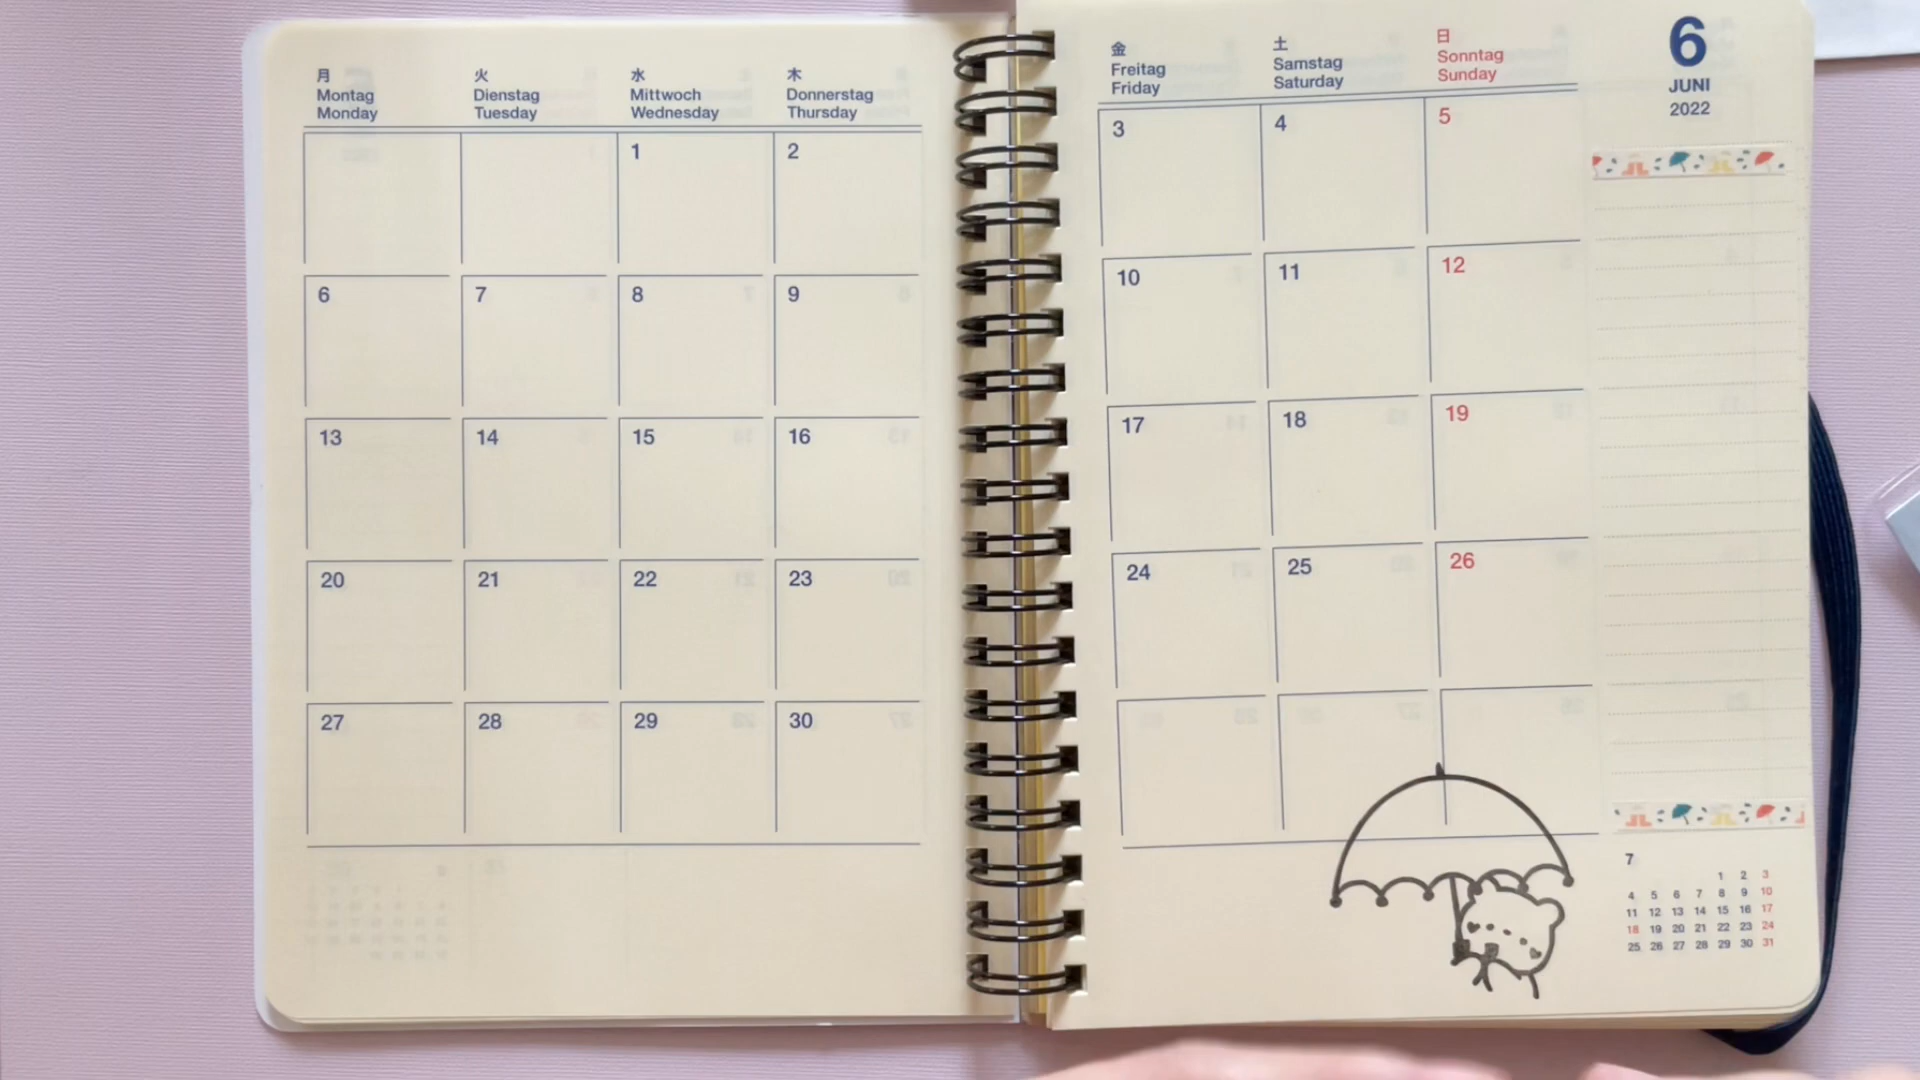 月
Montag
Monday
火
Dienstag
Tuesday
水
Mittwoch
Wednesday
木
Donnerstag
Thursday
金
Freitag
Friday
土
Samstag
Saturday
日
Sonntag
Sunday
6
JUNI
2022
1 2 3 4 5
6 7 8 9 10 11 12
13 14 15 16 17 18 19
20 21 22 23 24 25 26
27 28 29 30
7
1 2 3
4 5 6 7 8 9 10
11 12 13 14 15 16 17
18 19 20 21 22 23 24
25 26 27 28 29 30 31